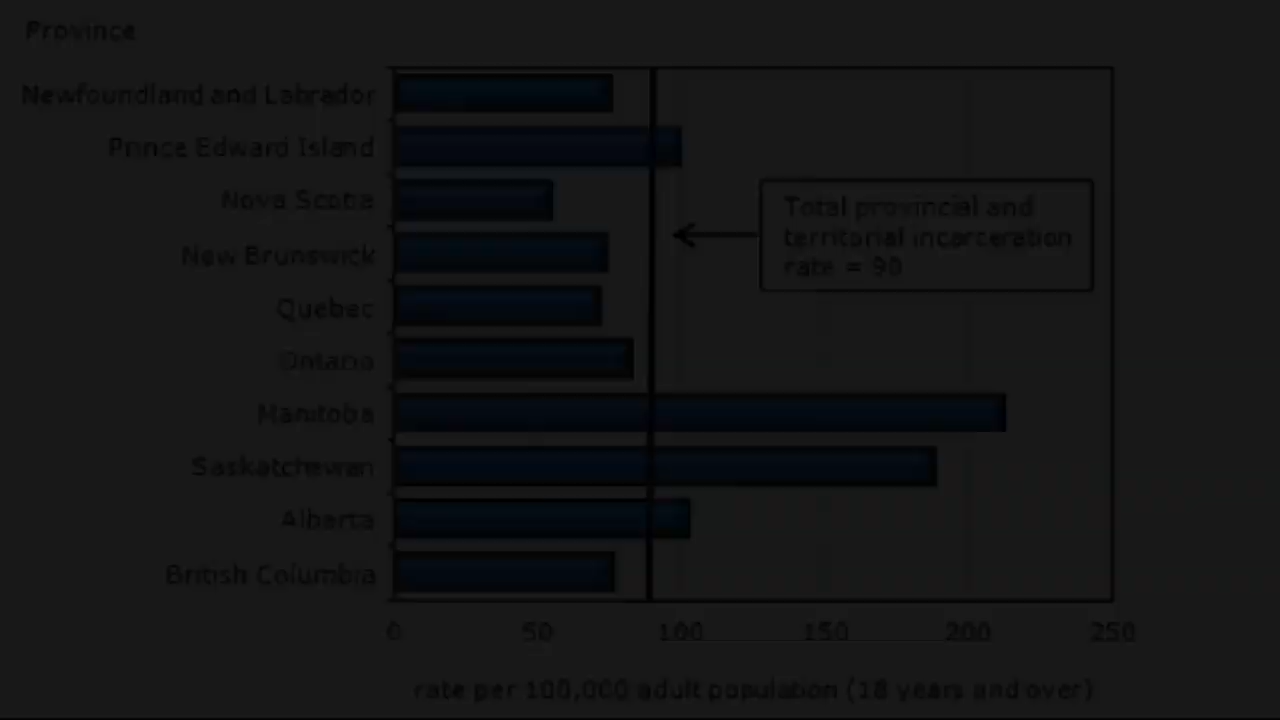 Province
Newfoundland and Labrador
Prince Edward Island
Nova Scotia
New Brunswick
Quebec
Ontario
Manitoba
Saskatchewan
Alberta
British Columbia
Total provincial and
territorial incarceration
rate = 90
0 50 100 150 200 250
rate per 100,000 adult population (18 years and over)